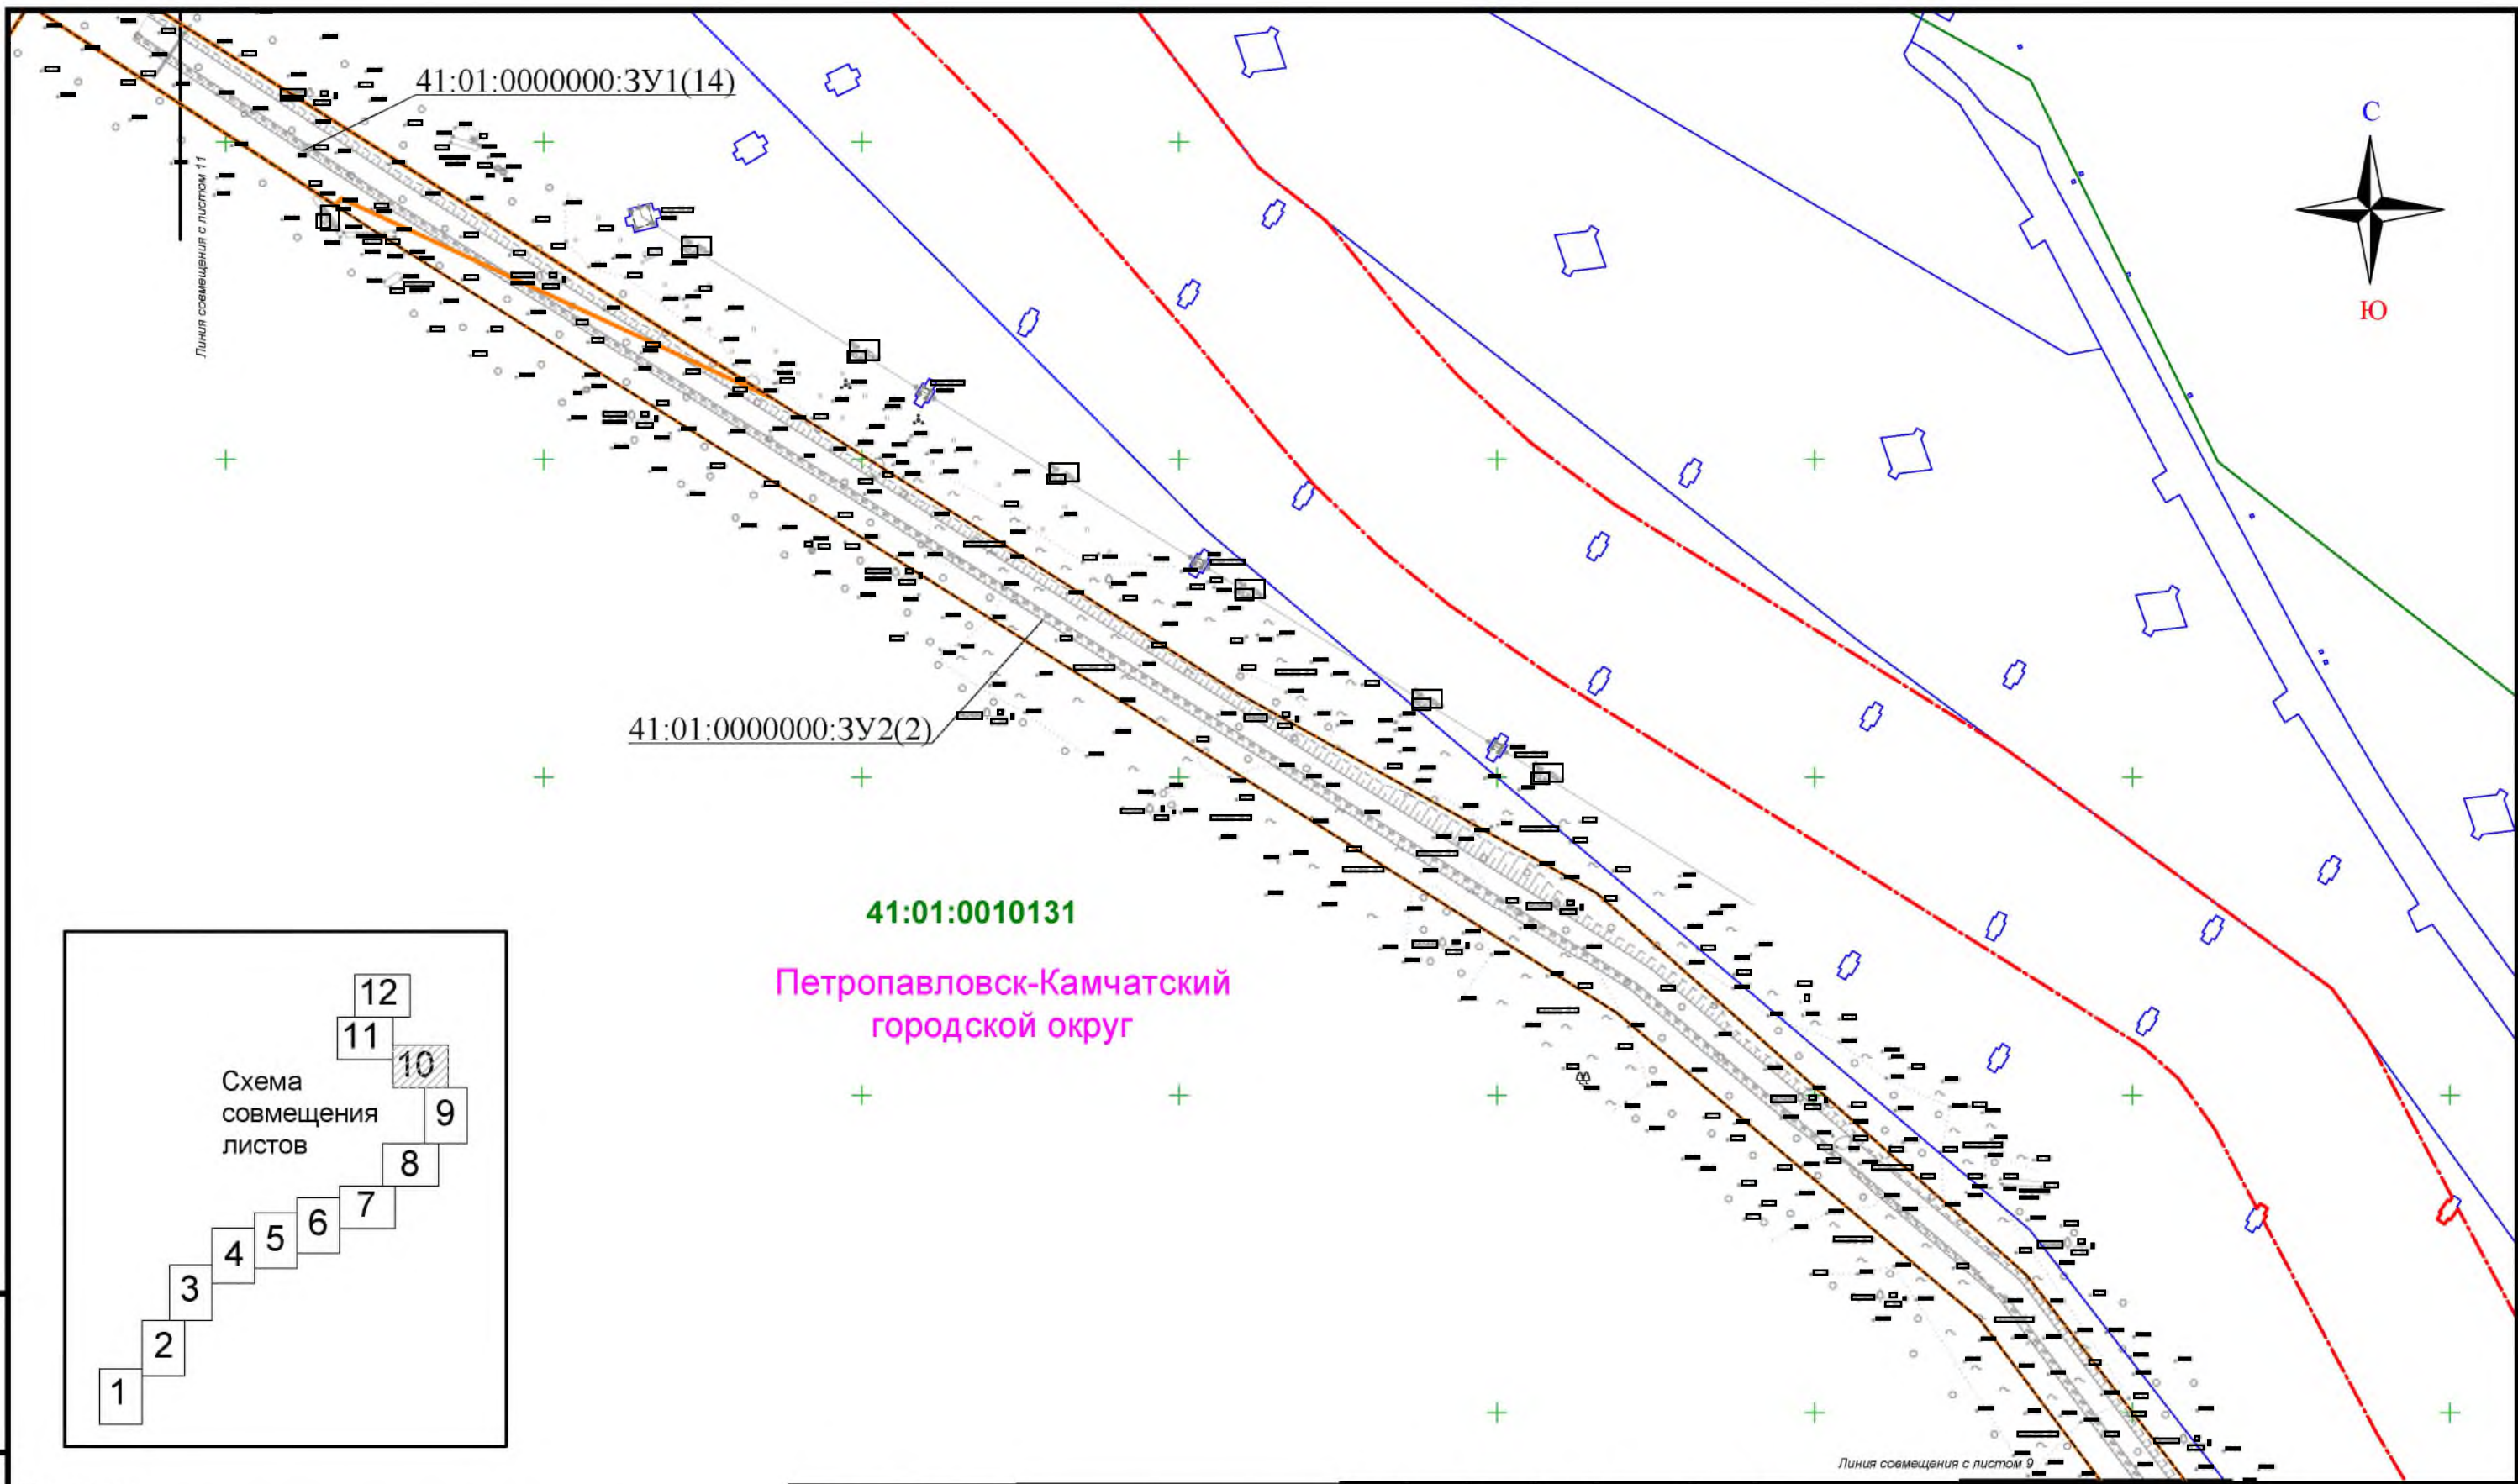 41:01:0000000:ЗУ1(14)
С
Ю
Линия совмещения с листом 11
41:01:0000000:ЗУ2(2)
41:01:0010131
Петропавловск-Камчатский
городской округ
12
11
10
Схема
совмещения
листов
9
8
7
6
5
4
3
2
1
Линия совмещения с листом 9